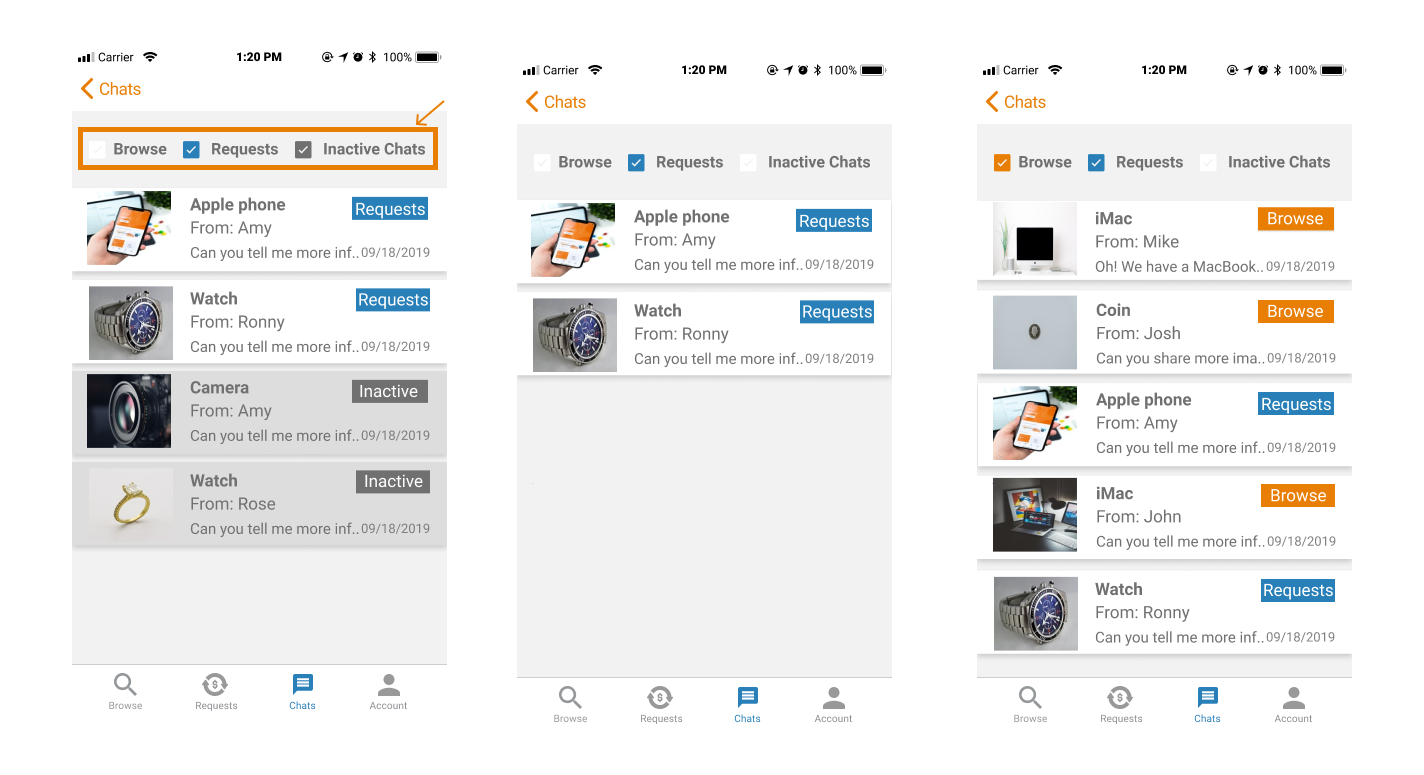 Carrier 1:20 PM 100%
Chats
Browse Requests Inactive Chats
Apple phone Requests
From: Amy
Can you tell me more inf.. 09/18/2019
Watch Requests
From: Ronny
Can you tell me more inf.. 09/18/2019
Camera Inactive
From: Amy
Can you tell me more inf.. 09/18/2019
Watch Inactive
From: Rose
Can you tell me more inf.. 09/18/2019
Browse Requests Chats Account
Carrier 1:20 PM 100%
Chats
Browse Requests Inactive Chats
Apple phone Requests
From: Amy
Can you tell me more inf.. 09/18/2019
Watch Requests
From: Ronny
Can you tell me more inf.. 09/18/2019
Browse Requests Chats Account
Carrier 1:20 PM 100%
Chats
Browse Requests Inactive Chats
iMac Browse
From: Mike
Oh! We have a MacBook.. 09/18/2019
Coin Browse
From: Josh
Can you share more ima.. 09/18/2019
Apple phone Requests
From: Amy
Can you tell me more inf.. 09/18/2019
iMac Browse
From: John
Can you tell me more inf.. 09/18/2019
Watch Requests
From: Ronny
Can you tell me more inf.. 09/18/2019
Browse Requests Chats Account